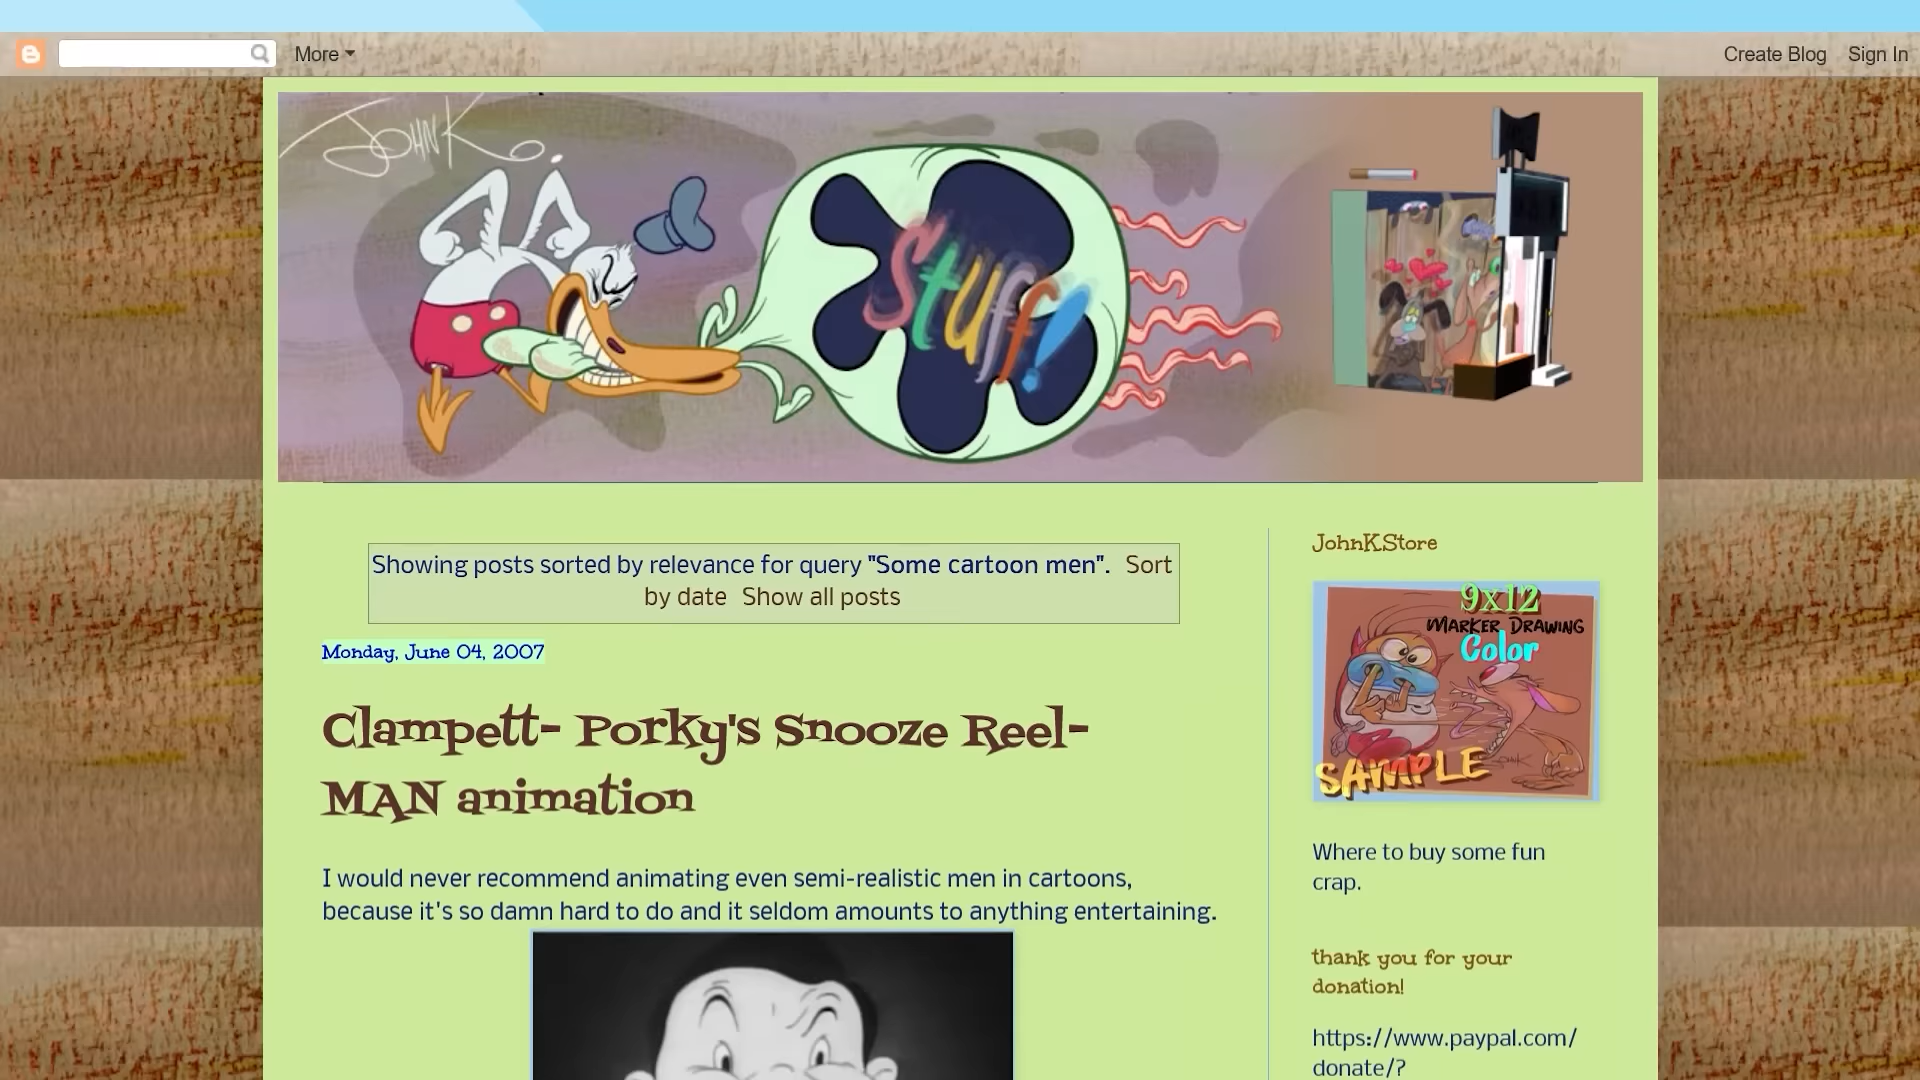 More
Create Blog Sign In
JOHN K.
Stuff!
Showing posts sorted by relevance for query "Some cartoon men". Sort
by date Show all posts
Monday, June 04, 2007
Clampett- Porky's Snooze Reel-
MAN animation
I would never recommend animating even semi-realistic men in cartoons,
because it's so damn hard to do and it seldom amounts to anything entertaining.
JohnKStore
9x12
MARKER DRAWING
Color
SAMPLE
Where to buy some fun
crap.
thank you for your
donation!
https://www.paypal.com/
donate/?